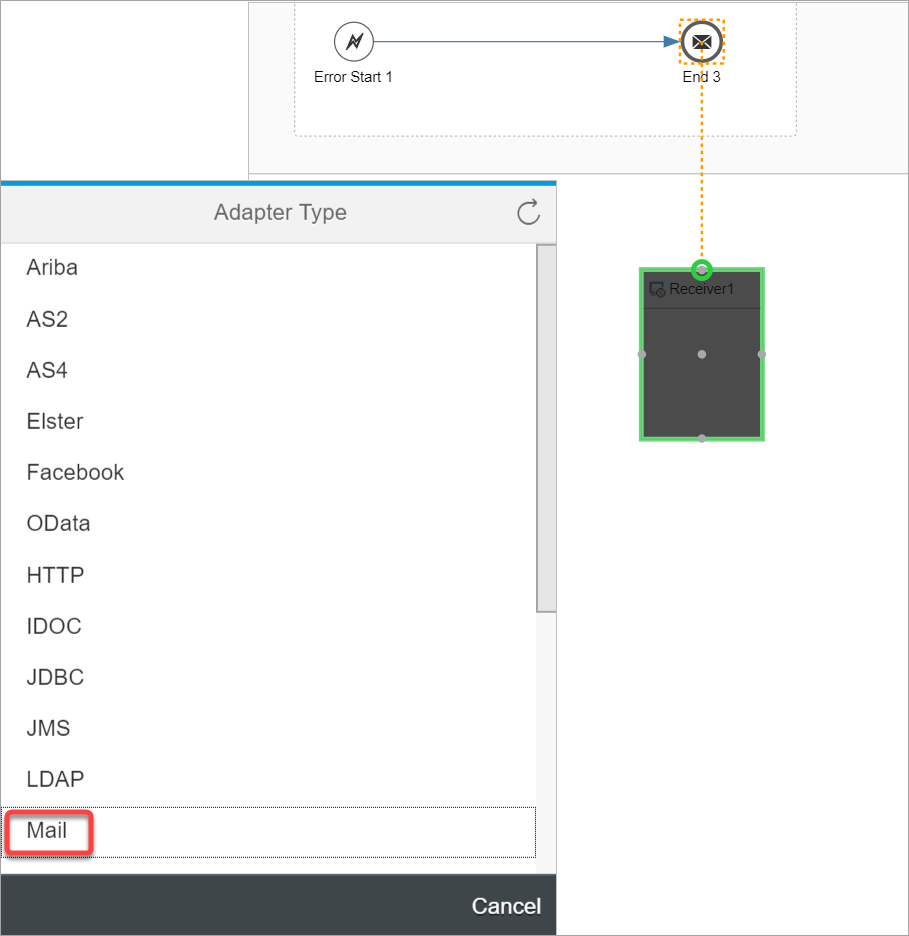 Error Start 1
End 3
Adapter Type
Receiver1
Ariba
AS2
AS4
Elster
Facebook
OData
HTTP
IDOC
JDBC
JMS
LDAP
Mail
Cancel